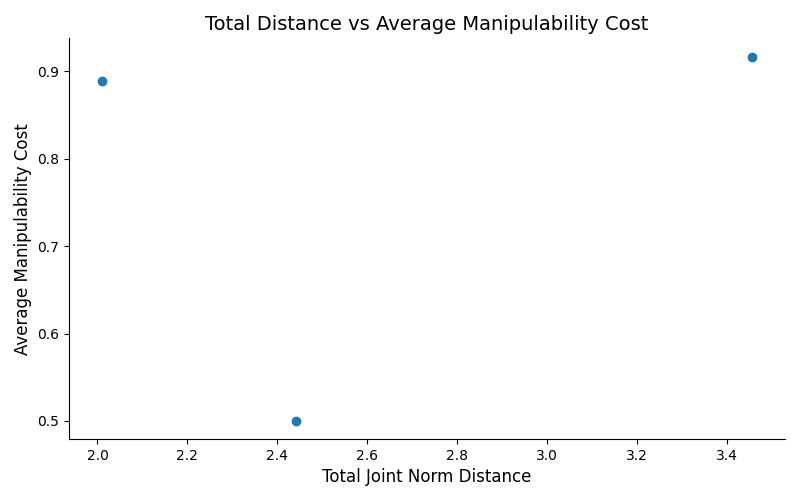 Total Distance vs Average Manipulability Cost
Average Manipulability Cost
0.9
0.8
0.7
0.6
0.5
2.0 2.2 2.4 2.6 2.8 3.0 3.2 3.4
Total Joint Norm Distance